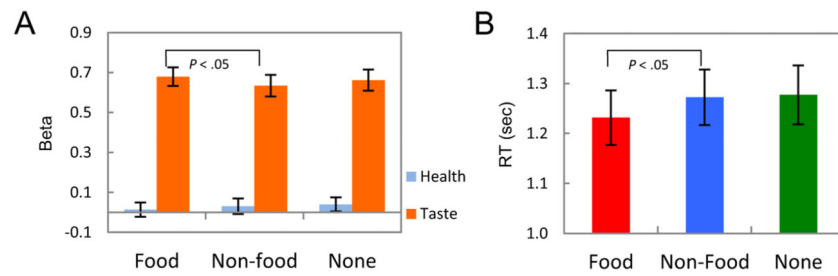 A
0.9
0.7
0.5
0.3
0.1
-0.1
Beta
P < .05
Food
Non-food
None
Health
Taste
B
1.4
1.3
1.2
1.1
1.0
RT (sec)
P < .05
Food
Non-Food
None